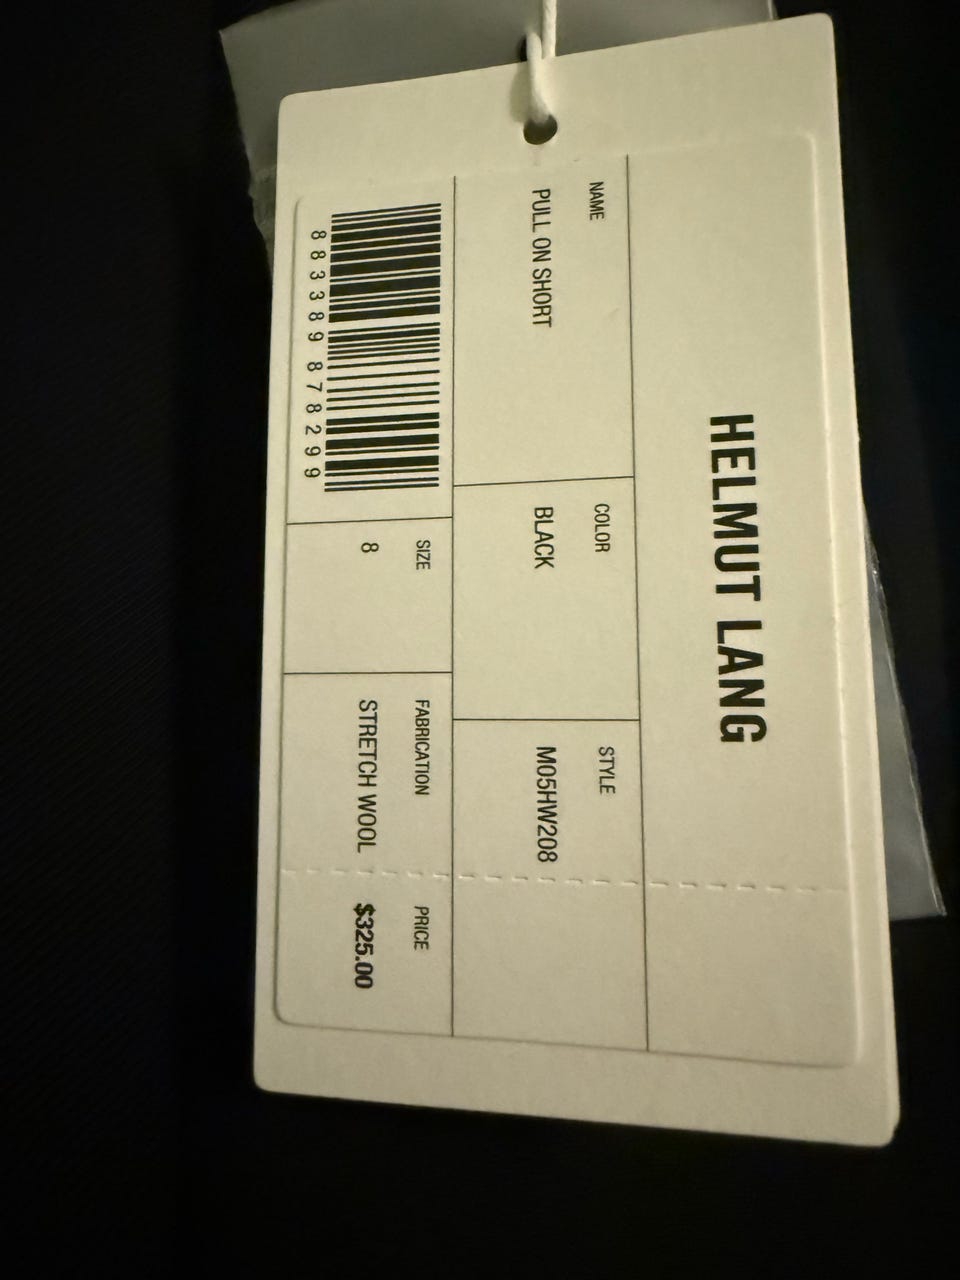 HELMUT LANG
NAME
PULL ON SHORT
COLOR
BLACK
STYLE
M05HW208
883389878299
SIZE
8
FABRICATION
STRETCH WOOL
PRICE
$325.00